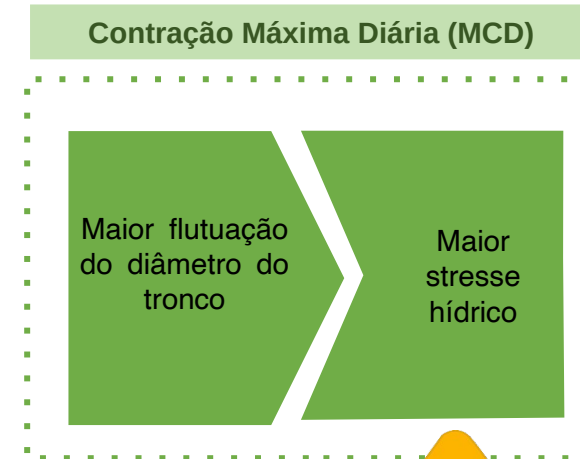 Contração Máxima Diária (MCD)
Maior flutuação
do diâmetro do
tronco
Maior
stresse
hídrico